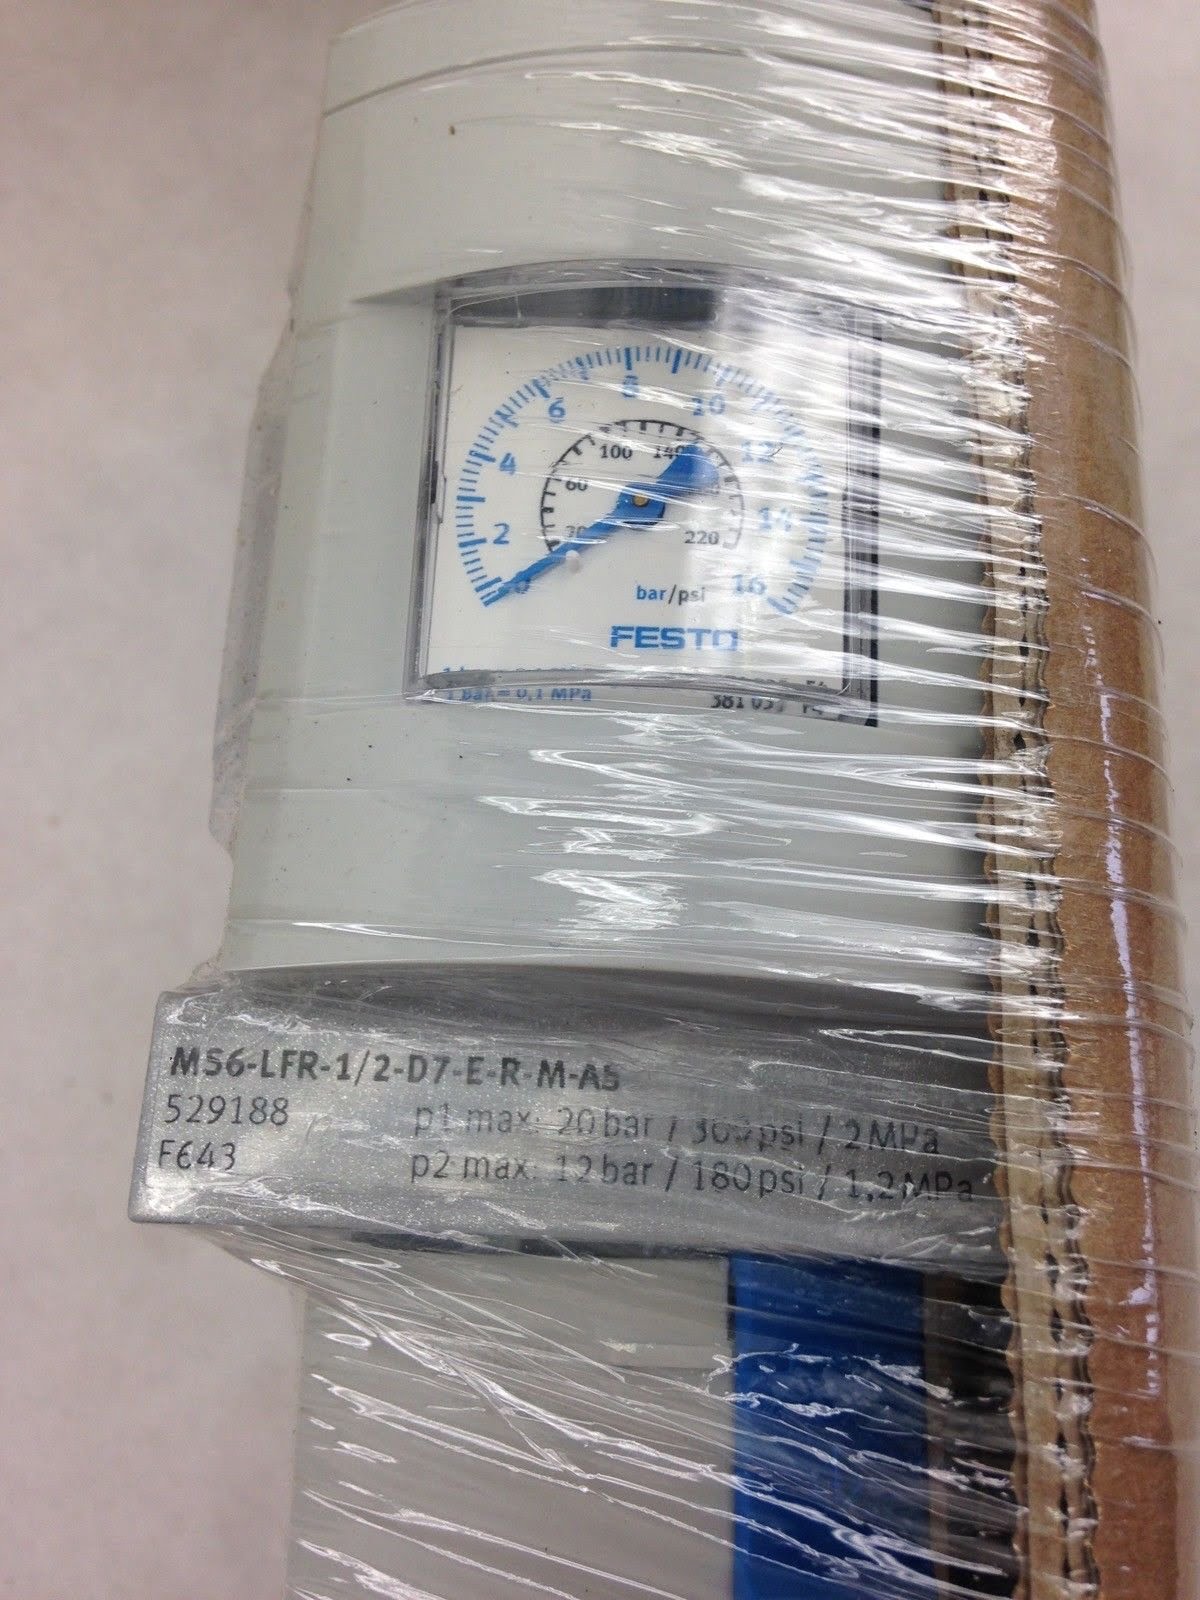 8
6
10
4
100
140
12
60
2
14
220
0
16
bar/psi
FESTO
1 Bar = 0,1 MPa
MS6-LFR-1/2-D7-E-R-M-AS
529188
p1 max: 20 bar / 300 psi / 2 MPa
F643
p2 max: 12 bar / 180 psi / 1,2 MPa